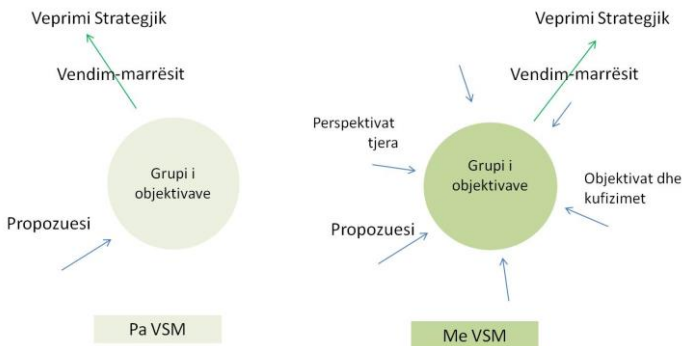 Veprimi Strategjik
Vendim-marrësit
Grupi i
objektivave
Propozuesi
Pa VSM
Veprimi Strategjik
Vendim-marrësit
Perspektivat
tjera
Grupi i
objektivave
Objektivat dhe
kufizimet
Propozuesi
Me VSM